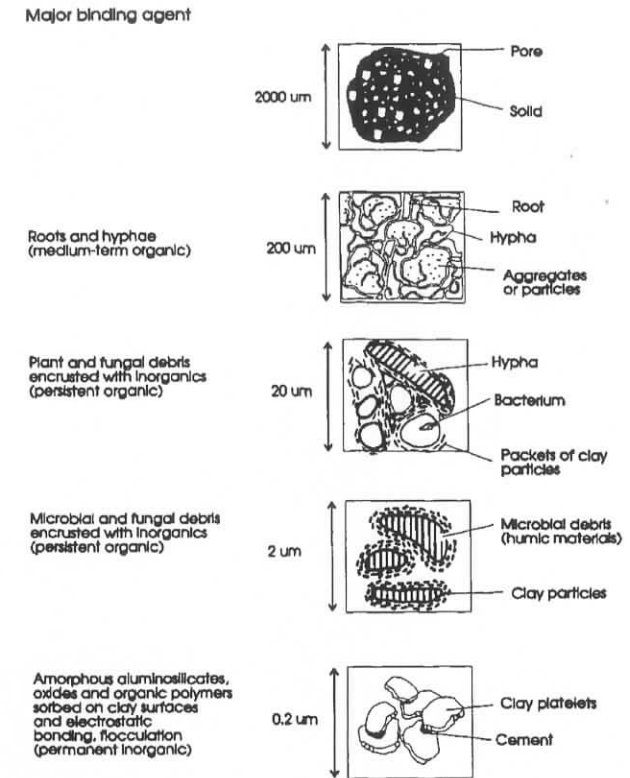 Major binding agent
2000 um
Pore
Solid
Roots and hyphae
(medium-term organic)
200 um
Root
Hypha
Aggregates
or particles
Plant and fungal debris
encrusted with inorganics
(persistent organic)
20 um
Hypha
Bacterium
Packets of clay
particles
Microbial and fungal debris
encrusted with inorganics
(persistent organic)
2 um
Microbial debris
(humic materials)
Clay particles
Amorphous aluminosilicates,
oxides and organic polymers
sorbed on clay surfaces
and electrostatic
bonding, flocculation
(permanent inorganic)
0.2 um
Clay platelets
Cement